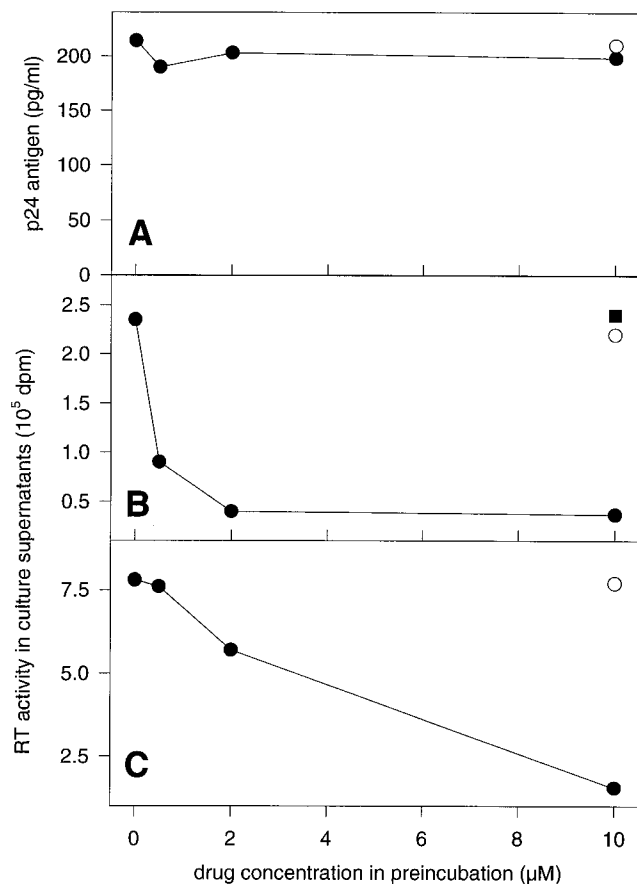 p24 antigen (pg/ml)
200
150
100
50
0
A
RT activity in culture supernatants (10⁵ dpm)
2.5
2.0
1.5
1.0
0.5
B
7.5
5.0
2.5
C
0 2 4 6 8 10
drug concentration in preincubation (µM)